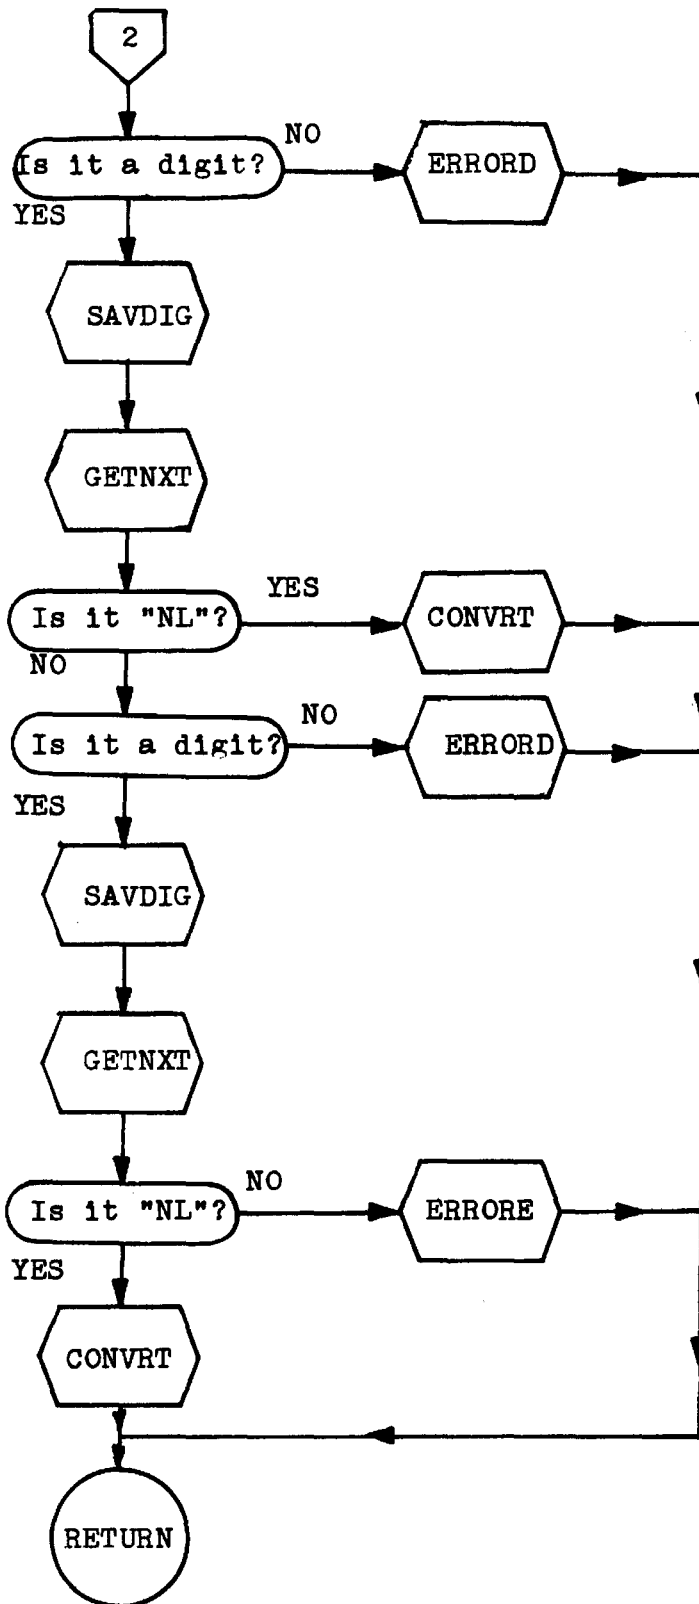 2
Is it a digit?
NO
ERRORD
YES
SAVDIG
GETNXT
Is it "NL"?
YES
CONVRT
NO
Is it a digit?
NO
ERRORD
YES
SAVDIG
GETNXT
Is it "NL"?
NO
ERRORE
YES
CONVRT
RETURN